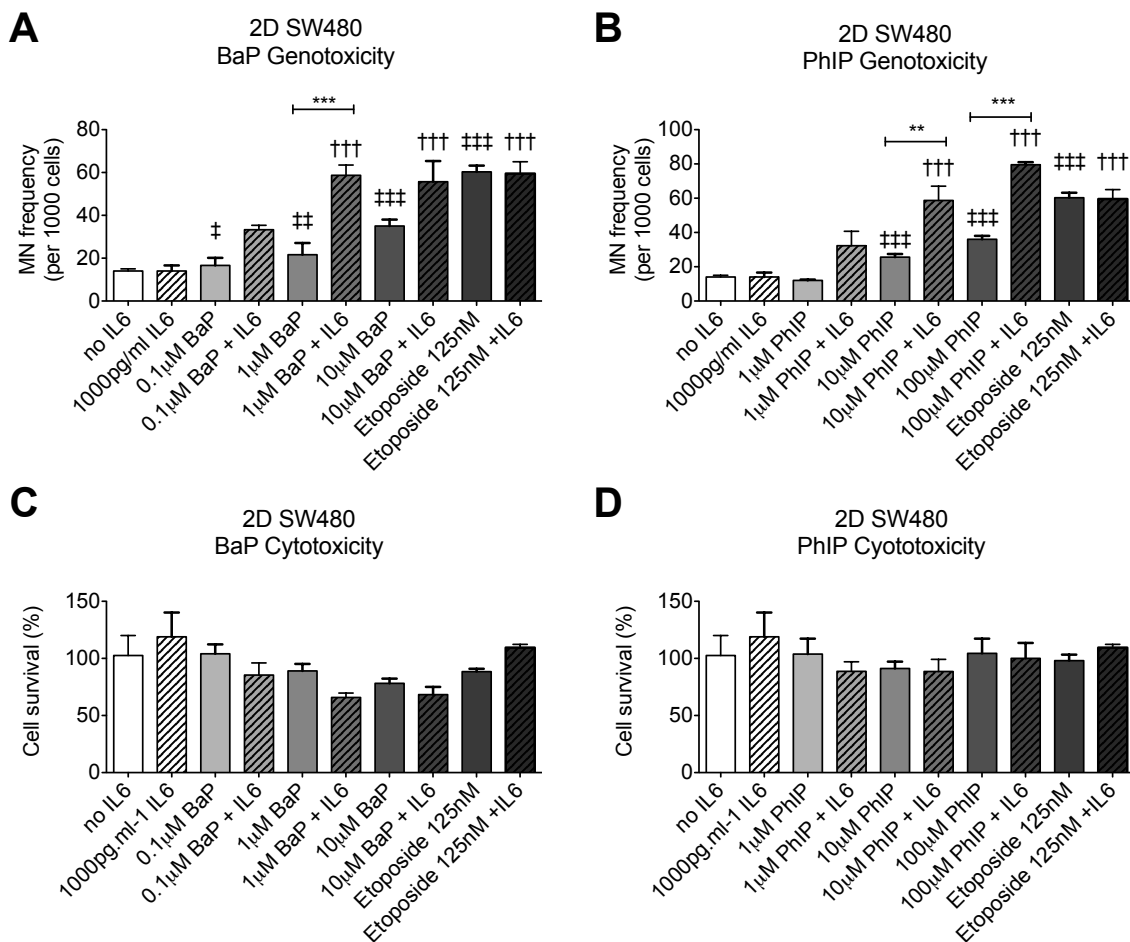 A
2D SW480
BaP Genotoxicity
MN frequency
(per 1000 cells)
80
60
40
20
0
***
‡
‡‡
†††
‡‡‡
†††
‡‡‡
†††
no IL6
1000pg/ml IL6
0.1µM BaP
0.1µM BaP + IL6
1µM BaP
1µM BaP + IL6
10µM BaP
10µM BaP + IL6
Etoposide 125nM
Etoposide 125nM +IL6
B
2D SW480
PhIP Genotoxicity
MN frequency
(per 1000 cells)
100
80
60
40
20
0
**
***
‡‡‡
†††
‡‡‡
†††
‡‡‡
†††
no IL6
1000pg/ml IL6
1µM PhIP
1µM PhIP + IL6
10µM PhIP
10µM PhIP + IL6
100µM PhIP
100µM PhIP + IL6
Etoposide 125nM
Etoposide 125nM +IL6
C
2D SW480
BaP Cytotoxicity
Cell survival (%)
150
100
50
0
no IL6
1000pg.ml-1 IL6
0.1µM BaP
0.1µM BaP + IL6
1µM BaP
1µM BaP + IL6
10µM BaP
10µM BaP + IL6
Etoposide 125nM
Etoposide 125nM +IL6
D
2D SW480
PhIP Cyototoxicity
Cell survival (%)
150
100
50
0
no IL6
1000pg.ml-1 IL6
1µM PhIP
1µM PhIP + IL6
10µM PhIP
10µM PhIP + IL6
100µM PhIP
100µM PhIP + IL6
Etoposide 125nM
Etoposide 125nM +IL6